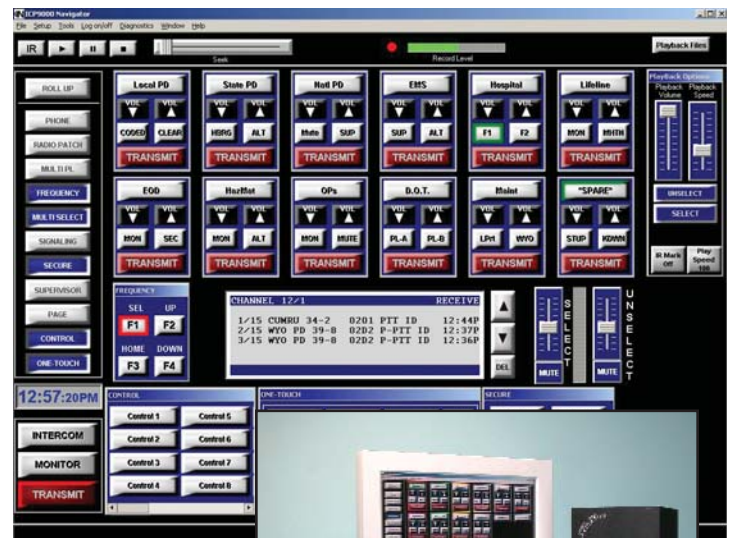 ICP9000 Navigator
File Setup Tools Log on/off Diagnostics Window Help
IR
Seek
Record Level
Playback Files
ROLL UP
PHONE
RADIO PATCH
MULTI PL
FREQUENCY
MULTI SELECT
SIGNALING
SECURE
SUPERVISOR
PAGE
CONTROL
ONE-TOUCH
Local PD State PD Natl PD EMS Hospital Lifeline
VOL VOL VOL VOL VOL VOL VOL VOL VOL VOL VOL VOL
CODED CLEAR HBRG ALT Mute SUP SUP ALT F1 F2 MON MHTH
TRANSMIT TRANSMIT TRANSMIT TRANSMIT TRANSMIT TRANSMIT
EOD HazMat OPs D.O.T. Maint "SPARE"
VOL VOL VOL VOL VOL VOL VOL VOL VOL VOL VOL VOL
MON SEC MON ALT MON MUTE PL-A PL-B LPrt WYO STUP KDWN
TRANSMIT TRANSMIT TRANSMIT TRANSMIT TRANSMIT TRANSMIT
Playback Options
Playback Volume
Playback Speed
UNSELECT
SELECT
IR Mark Off
Play Speed 100
FREQUENCY
SEL UP
F1 F2
HOME DOWN
F3 F4
CHANNEL 12/1 RECEIVE
1/15 CUMRU 34-2 0201 PTT ID 12:44P
2/15 WYO PD 39-8 02D2 P-PTT ID 12:37P
3/15 WYO PD 39-8 02D2 P-PTT ID 12:36P
DEL
SELECT
MUTE
UNSELECT
MUTE
12:57:20PM
INTERCOM
MONITOR
TRANSMIT
CONTROL
Control 1 Control 5
Control 2 Control 6
Control 3 Control 7
Control 4 Control 8
ONE-TOUCH
SECURE